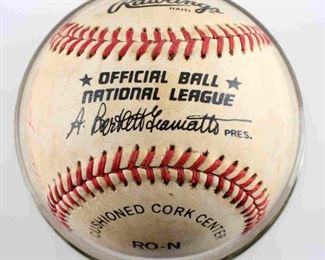 Rawlings
HAITI
★ OFFICIAL BALL ★
NATIONAL LEAGUE
A. Bartlett Giamatti PRES.
CUSHIONED CORK CENTER
RO-N